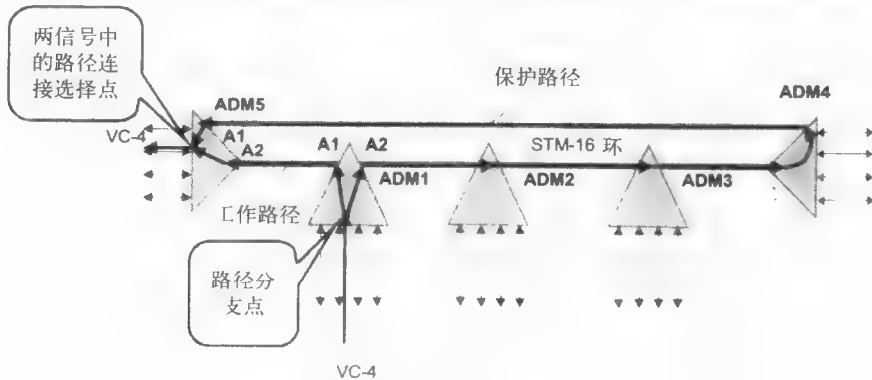 两信号中
的路径连
接选择点
保护路径
ADM4
ADM5
VC-4
A1
A2
A1
A2
STM-16 环
ADM1
ADM2
ADM3
工作路径
路径分
支点
VC-4